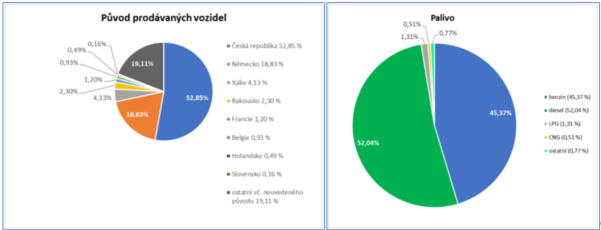 Původ prodávaných vozidel
0,16%
0,49%
0,93%
1,20%
2,30%
4,13%
19,11%
18,83%
52,85%
Česká republika 52,85 %
Německo 18,83 %
Itálie 4,13 %
Rakousko 2,30 %
Francie 1,20 %
Belgie 0,93 %
Holandsko 0,49 %
Slovensko 0,16 %
ostatní vč. neuvedeného
původu 19,11 %
Palivo
0,51%
0,77%
1,31%
45,37%
52,04%
benzin (45,37 %)
diesel (52,04 %)
LPG (1,31 %)
CNG (0,51 %)
ostatní (0,77 %)